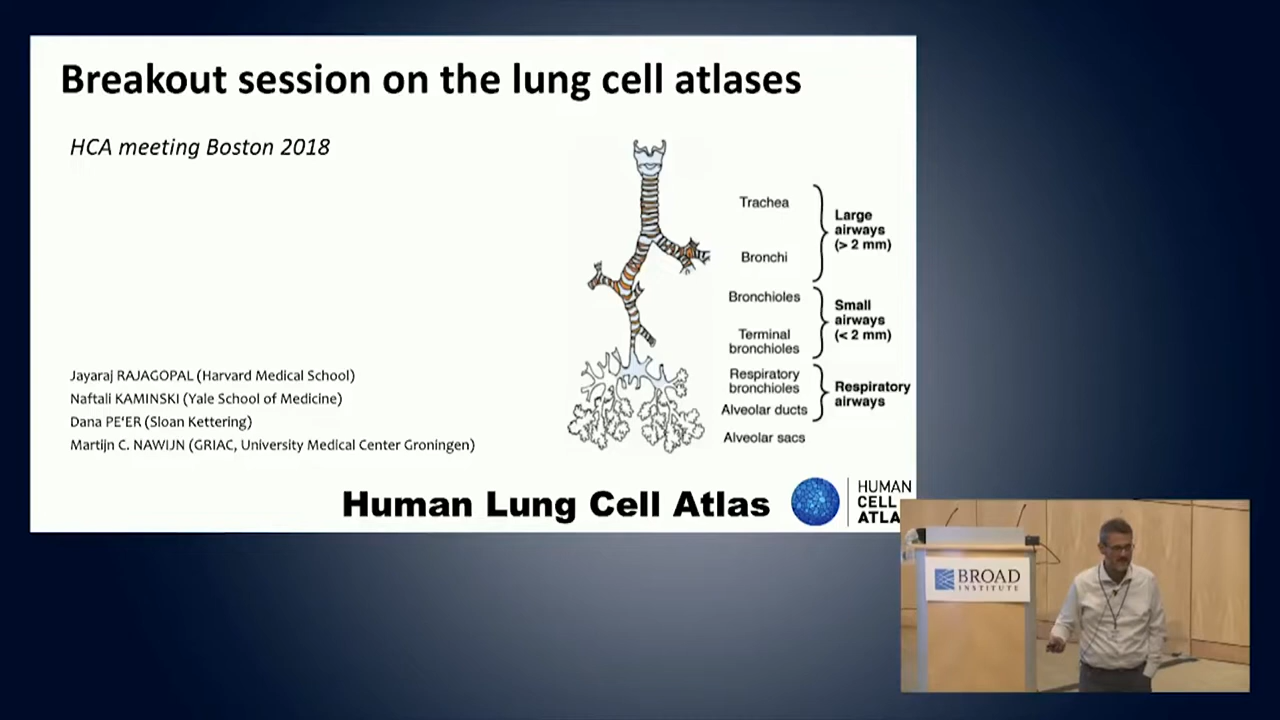 Breakout session on the lung cell atlases
HCA meeting Boston 2018
Trachea
Bronchi
Large
airways
(> 2 mm)
Bronchioles
Terminal
bronchioles
Small
airways
(< 2 mm)
Respiratory
bronchioles
Alveolar ducts
Respiratory
airways
Alveolar sacs
Jayaraj RAJAGOPAL (Harvard Medical School)
Naftali KAMINSKI (Yale School of Medicine)
Dana PE'ER (Sloan Kettering)
Martijn C. NAWIJN (GRIAC, University Medical Center Groningen)
Human Lung Cell Atlas
HUMAN
CELL
ATLA
BROAD
INSTITUTE